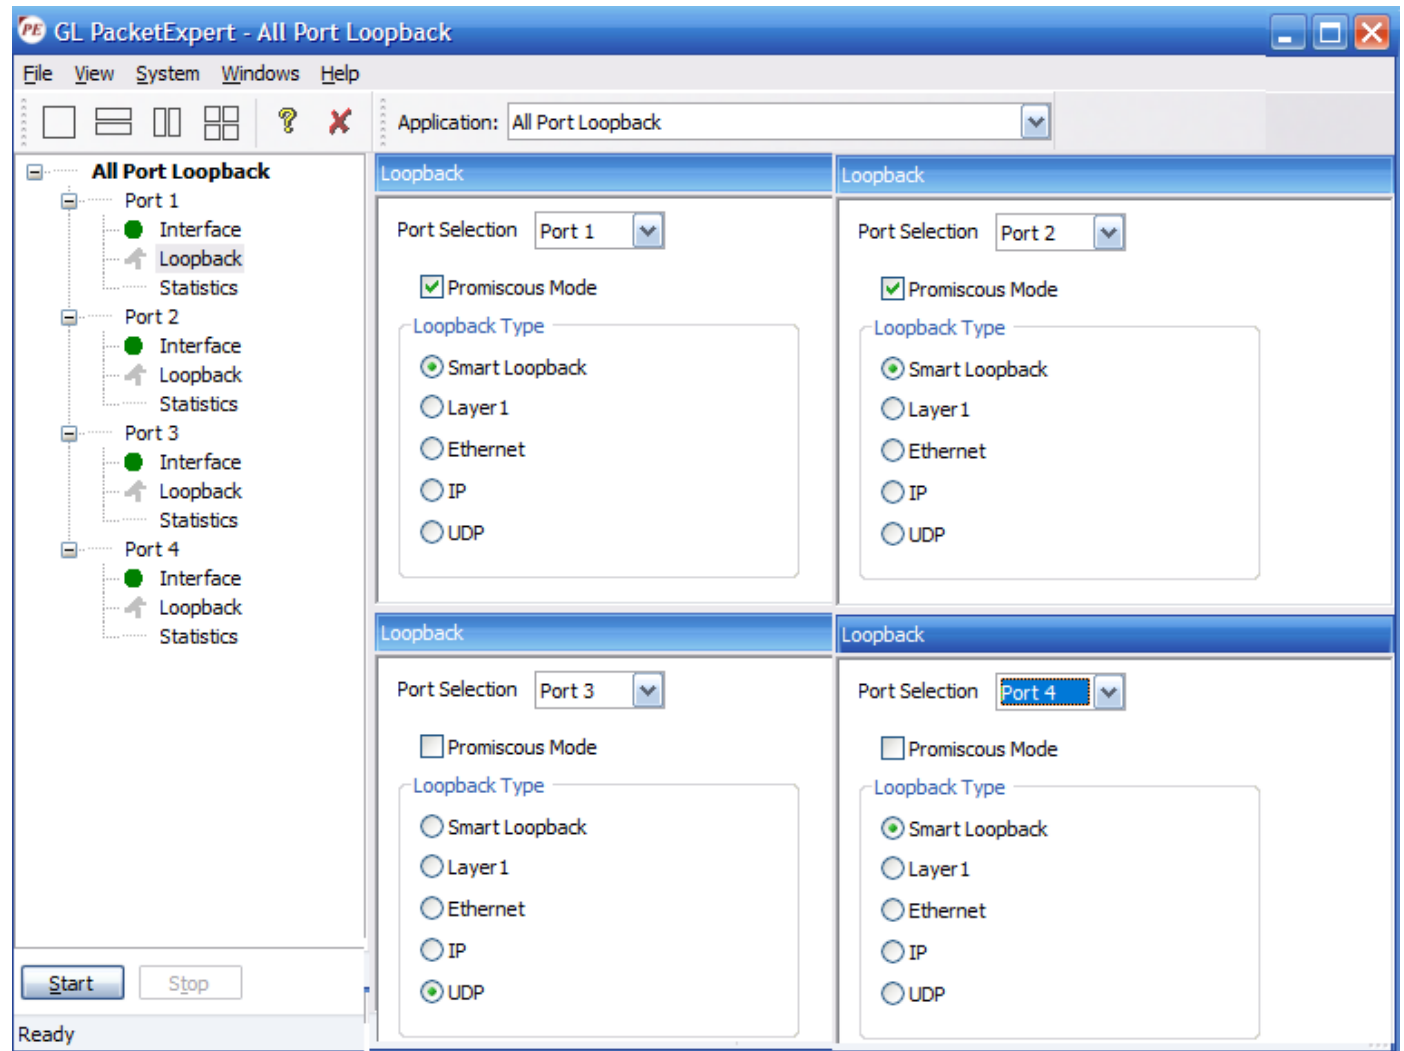 PE GL PacketExpert - All Port Loopback
File View System Windows Help
Application: All Port Loopback
All Port Loopback
Port 1
Interface
Loopback
Statistics
Port 2
Interface
Loopback
Statistics
Port 3
Interface
Loopback
Statistics
Port 4
Interface
Loopback
Statistics
Start Stop
Ready
Loopback
Port Selection Port 1
Promiscous Mode
Loopback Type
Smart Loopback
Layer1
Ethernet
IP
UDP
Loopback
Port Selection Port 2
Promiscous Mode
Loopback Type
Smart Loopback
Layer1
Ethernet
IP
UDP
Loopback
Port Selection Port 3
Promiscous Mode
Loopback Type
Smart Loopback
Layer1
Ethernet
IP
UDP
Loopback
Port Selection Port 4
Promiscous Mode
Loopback Type
Smart Loopback
Layer1
Ethernet
IP
UDP